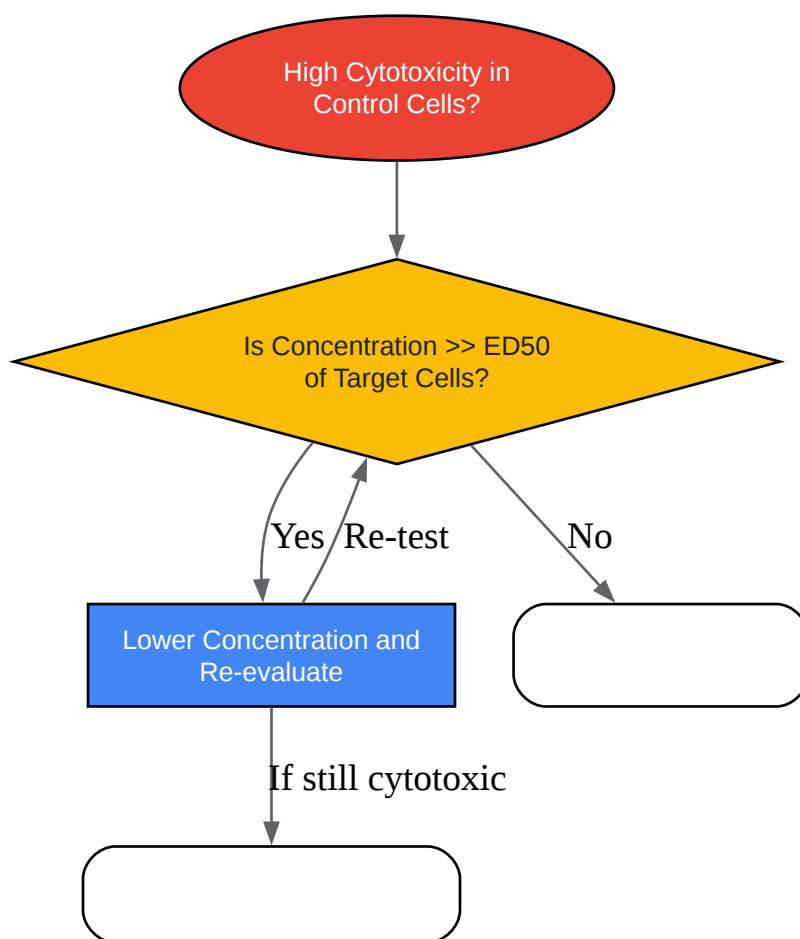 High Cytotoxicity in
Control Cells?
Is Concentration >> ED50
of Target Cells?
Yes
Re-test
No
Lower Concentration and
Re-evaluate
If still cytotoxic